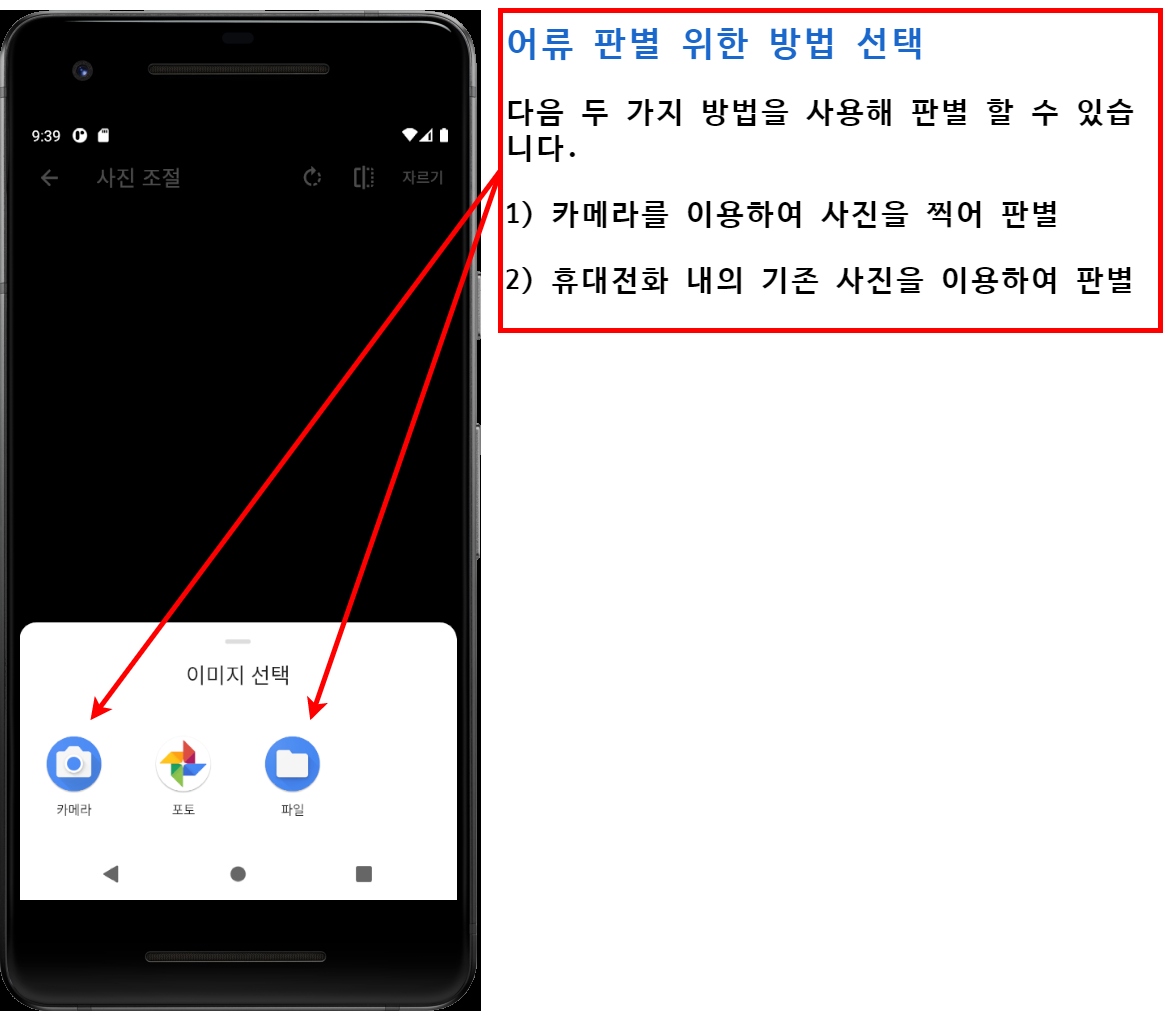 어류 판별 위한 방법 선택
다음 두 가지 방법을 사용해 판별 할 수 있습
니다.
1) 카메라를 이용하여 사진을 찍어 판별
2) 휴대전화 내의 기존 사진을 이용하여 판별
9:39
사진 조절 자르기
이미지 선택
카메라 포토 파일